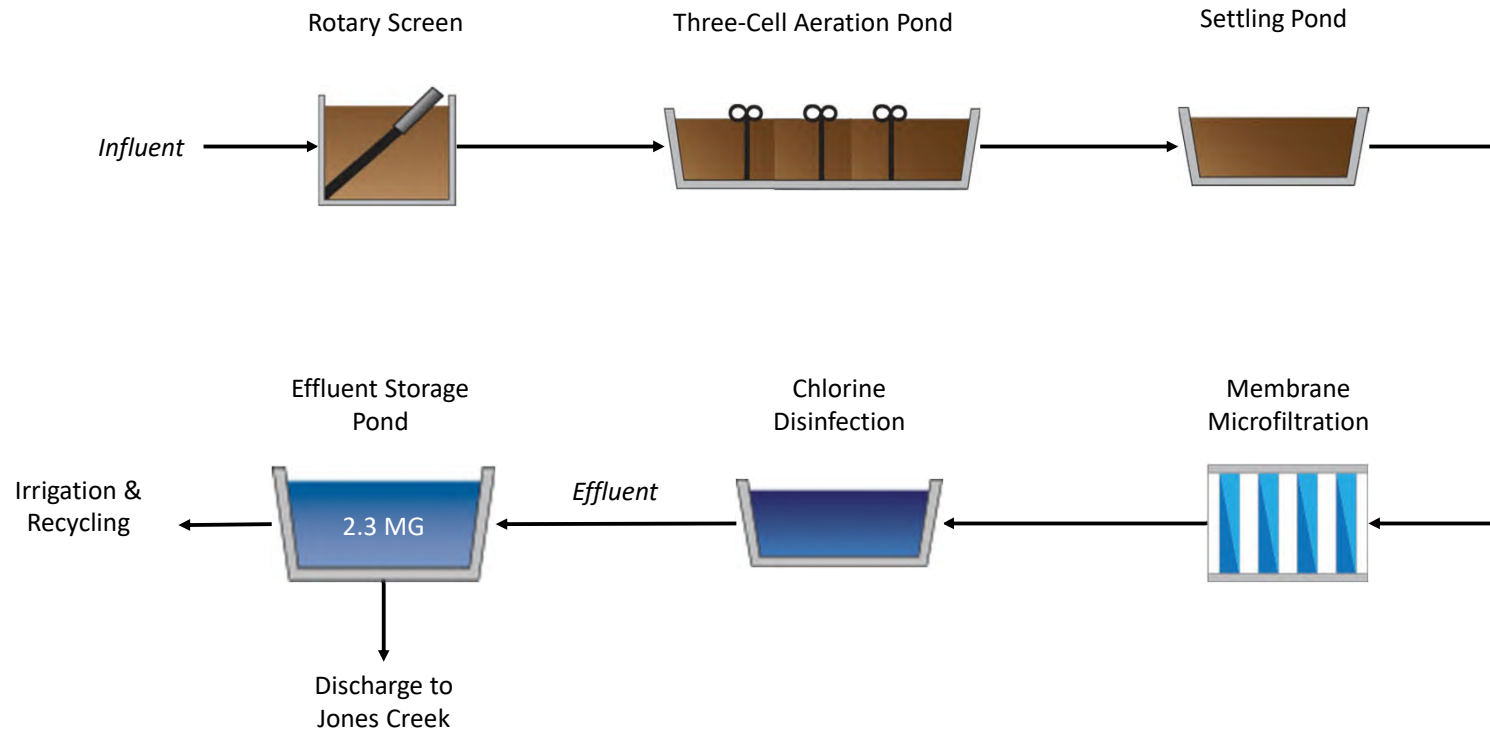 Rotary Screen
Three-Cell Aeration Pond
Settling Pond
Influent
Effluent Storage
Pond
Chlorine
Disinfection
Membrane
Microfiltration
Irrigation &
Recycling
2.3 MG
Effluent
Discharge to
Jones Creek